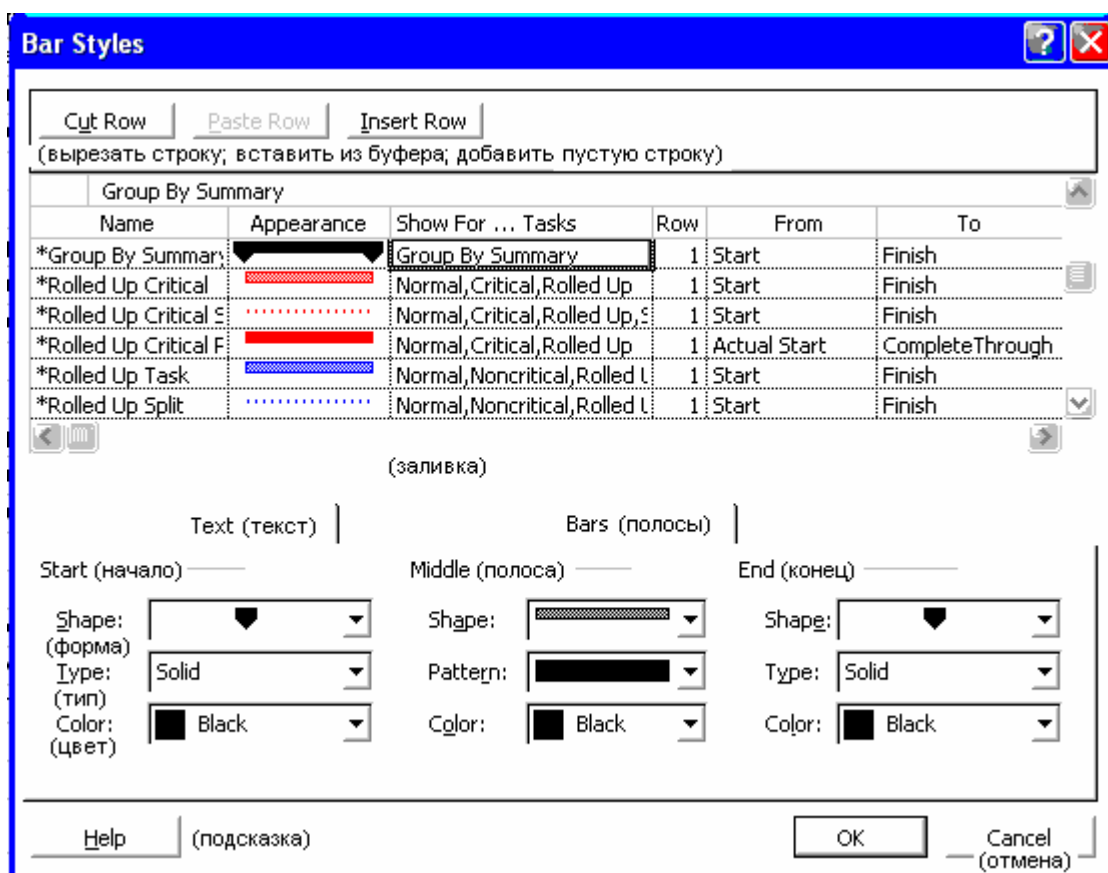 Bar Styles
Cut Row Paste Row Insert Row
(вырезать строку; вставить из буфера; добавить пустую строку)
Group By Summary
Name Appearance Show For ... Tasks Row From To
*Group By Summary Group By Summary 1 Start Finish
*Rolled Up Critical Normal,Critical,Rolled Up 1 Start Finish
*Rolled Up Critical S Normal,Critical,Rolled Up,S 1 Start Finish
*Rolled Up Critical P Normal,Critical,Rolled Up 1 Actual Start CompleteThrough
*Rolled Up Task Normal,Noncritical,Rolled U 1 Start Finish
*Rolled Up Split Normal,Noncritical,Rolled U 1 Start Finish
(заливка)
Text (текст) Bars (полосы)
Start (начало) Middle (полоса) End (конец)
Shape: Shape: Shape:
(форма)
Type: Solid Pattern: Type: Solid
(тип)
Color: Black Color: Black Color: Black
(цвет)
Help (подсказка) OK Cancel
(отмена)